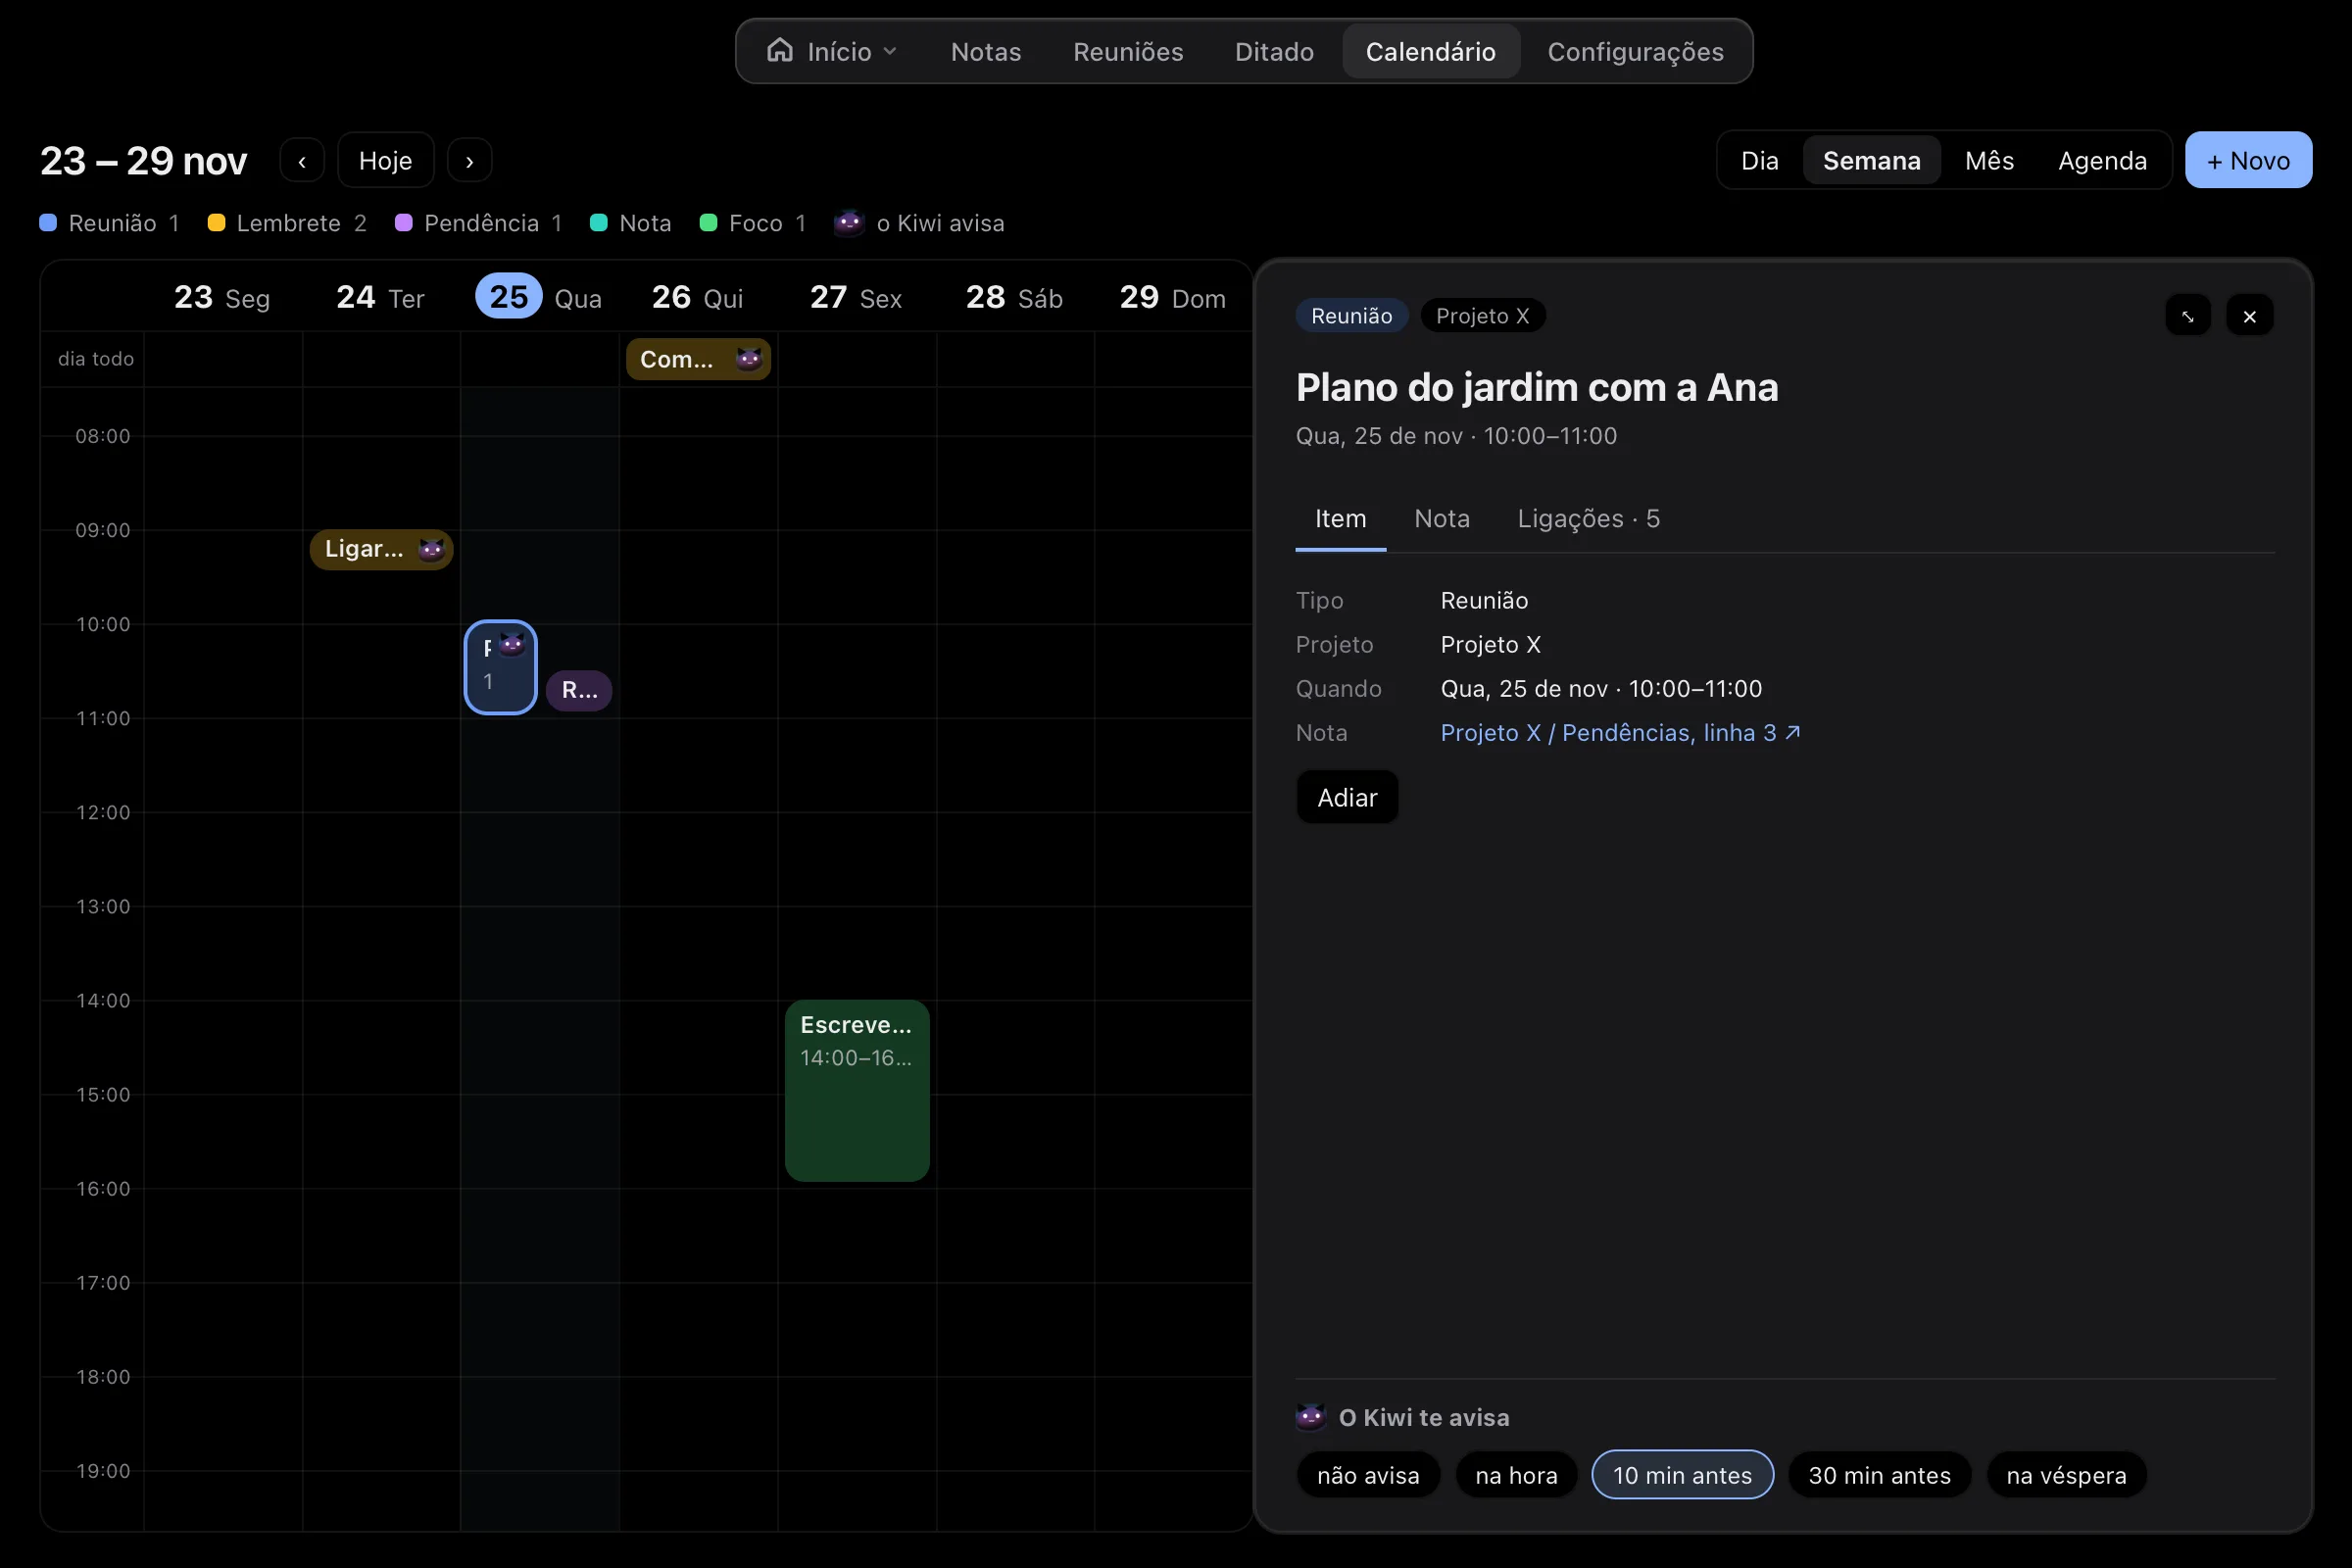 Início
Notas
Reuniões
Ditado
Calendário
Configurações
23 – 29 nov
‹
Hoje
›
Dia
Semana
Mês
Agenda
+ Novo
Reunião 1
Lembrete 2
Pendência 1
Nota
Foco 1
o Kiwi avisa
23 Seg
24 Ter
25 Qua
26 Qui
27 Sex
28 Sáb
29 Dom
dia todo
Com...
08:00
09:00
Ligar...
10:00
1
R...
11:00
12:00
13:00
14:00
Escreve...
14:00–16...
15:00
16:00
17:00
18:00
19:00
Reunião
Projeto X
Plano do jardim com a Ana
Qua, 25 de nov · 10:00–11:00
Item
Nota
Ligações · 5
Tipo Reunião
Projeto Projeto X
Quando Qua, 25 de nov · 10:00–11:00
Nota Projeto X / Pendências, linha 3 ↗
Adiar
O Kiwi te avisa
não avisa
na hora
10 min antes
30 min antes
na véspera